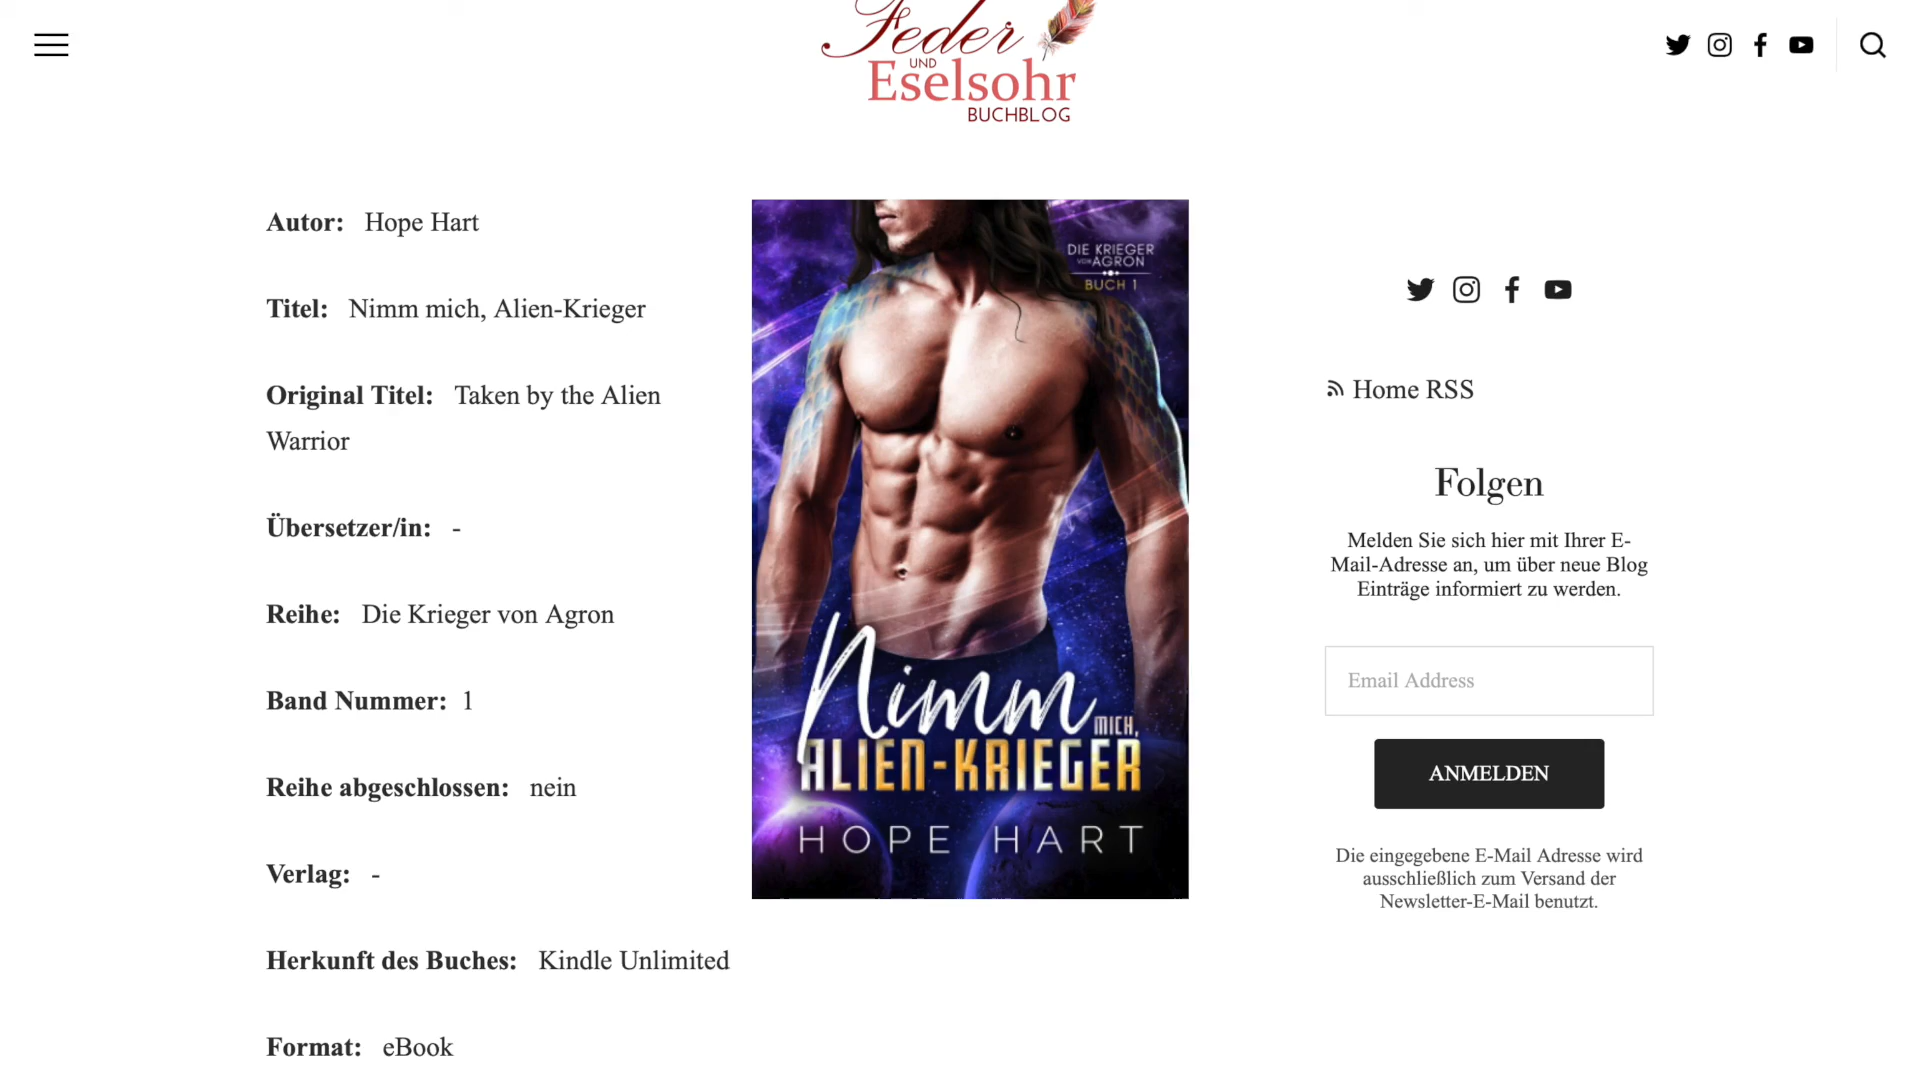 Feder
UND
Eselsohr
BUCHBLOG
Autor: Hope Hart
Titel: Nimm mich, Alien-Krieger
Original Titel: Taken by the Alien
Warrior
Übersetzer/in: -
Reihe: Die Krieger von Agron
Band Nummer: 1
Reihe abgeschlossen: nein
Verlag: -
Herkunft des Buches: Kindle Unlimited
Format: eBook
DIE KRIEGER
VON AGRON
BUCH 1
Nimm
MICH,
ALIEN-KRIEGER
HOPE HART
Home RSS
Folgen
Melden Sie sich hier mit Ihrer E-
Mail-Adresse an, um über neue Blog
Einträge informiert zu werden.
Email Address
ANMELDEN
Die eingegebene E-Mail Adresse wird
ausschließlich zum Versand der
Newsletter-E-Mail benutzt.